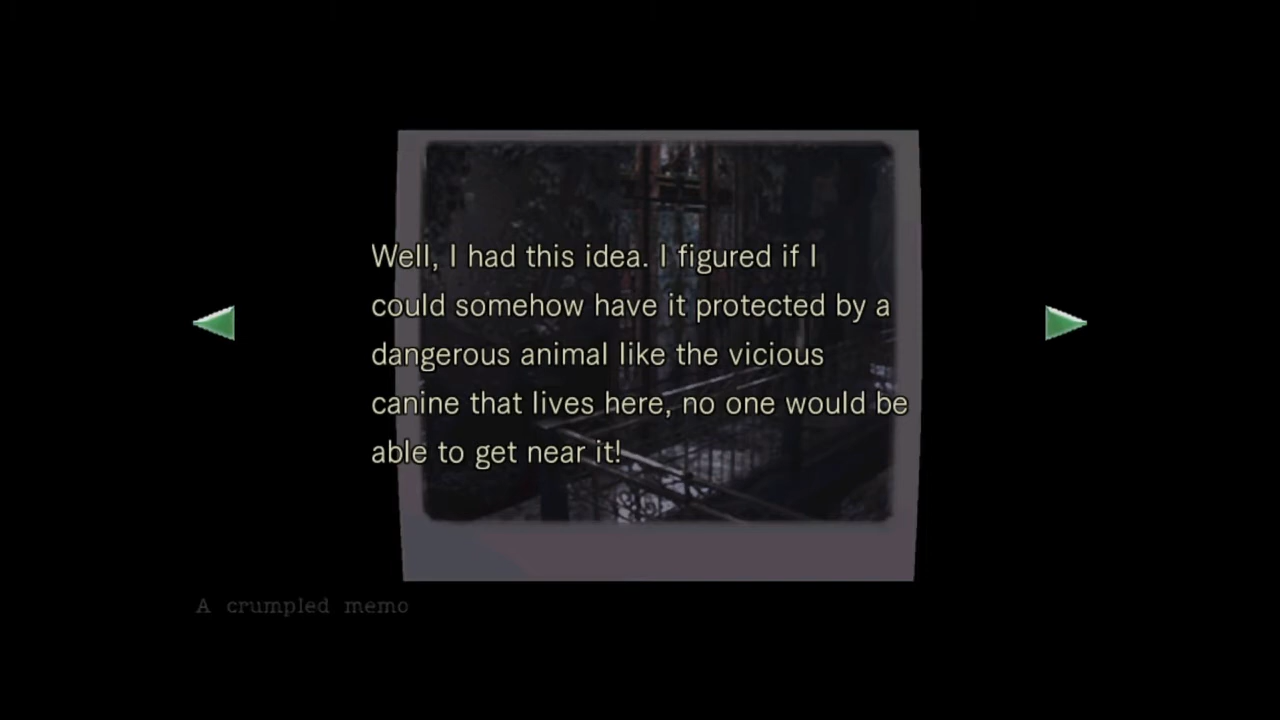 Well, I had this idea. I figured if I
could somehow have it protected by a
dangerous animal like the vicious
canine that lives here, no one would be
able to get near it!
A crumpled memo